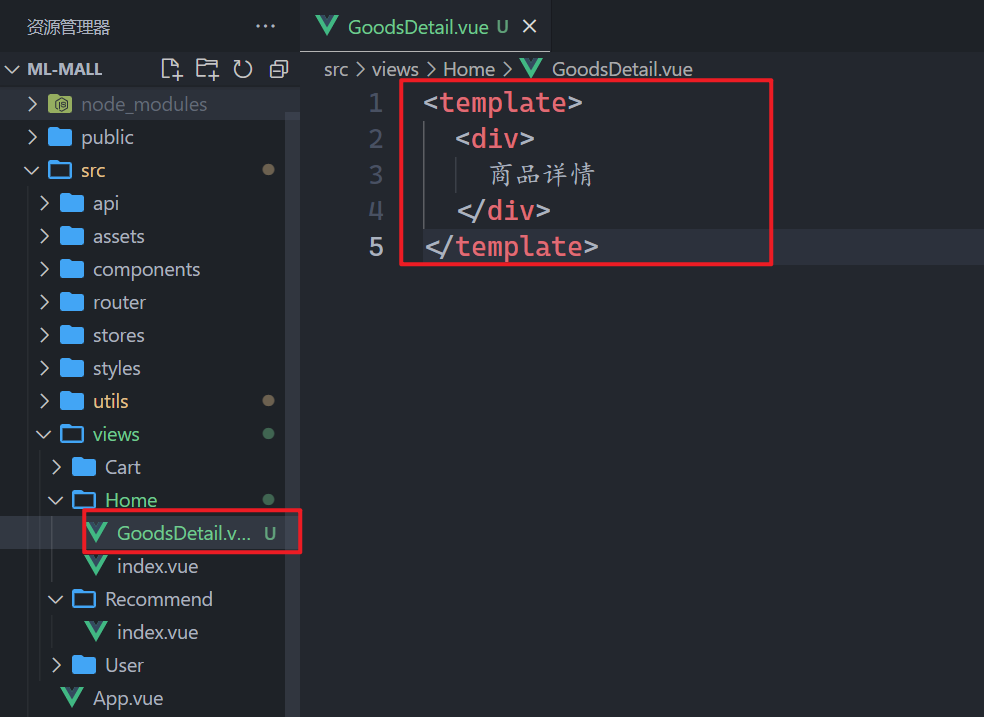 资源管理器 ···
ML-MALL
node_modules
public
src
api
assets
components
router
stores
styles
utils
views
Cart
Home
GoodsDetail.v... U
index.vue
Recommend
index.vue
User
App.vue
GoodsDetail.vue U
src > views > Home > GoodsDetail.vue
1 <template>
2 <div>
3 商品详情
4 </div>
5 </template>